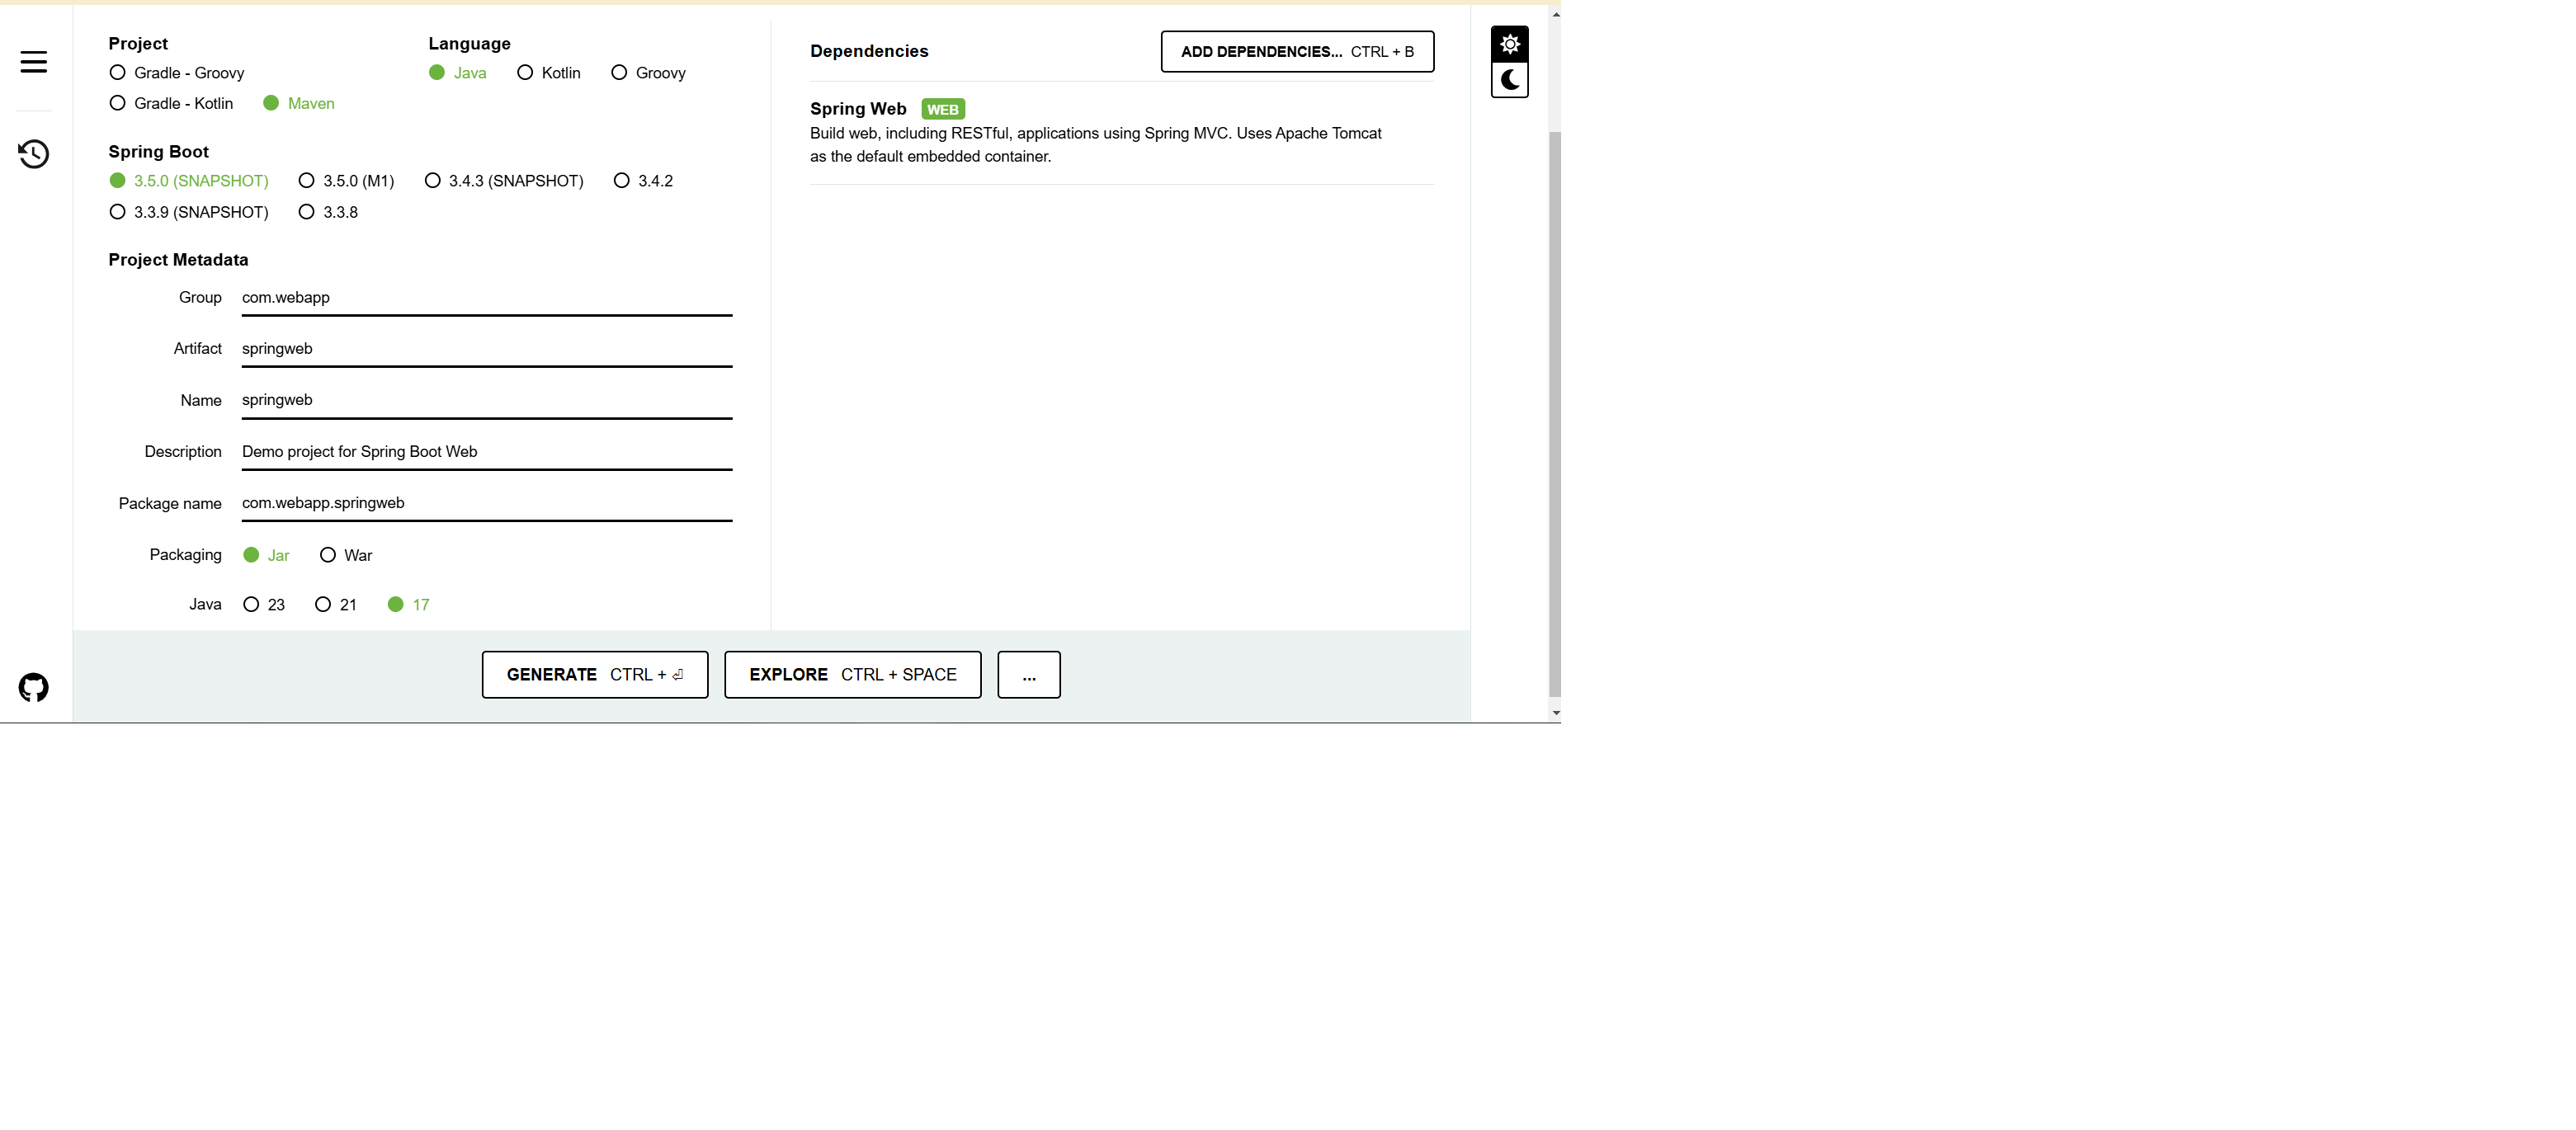 Project
Gradle - Groovy
Gradle - Kotlin Maven
Language
Java Kotlin Groovy
Spring Boot
3.5.0 (SNAPSHOT) 3.5.0 (M1) 3.4.3 (SNAPSHOT) 3.4.2
3.3.9 (SNAPSHOT) 3.3.8
Project Metadata
Group com.webapp
Artifact springweb
Name springweb
Description Demo project for Spring Boot Web
Package name com.webapp.springweb
Packaging Jar War
Java 23 21 17
Dependencies ADD DEPENDENCIES... CTRL + B
Spring Web WEB
Build web, including RESTful, applications using Spring MVC. Uses Apache Tomcat
as the default embedded container.
GENERATE CTRL + ⏎ EXPLORE CTRL + SPACE ...